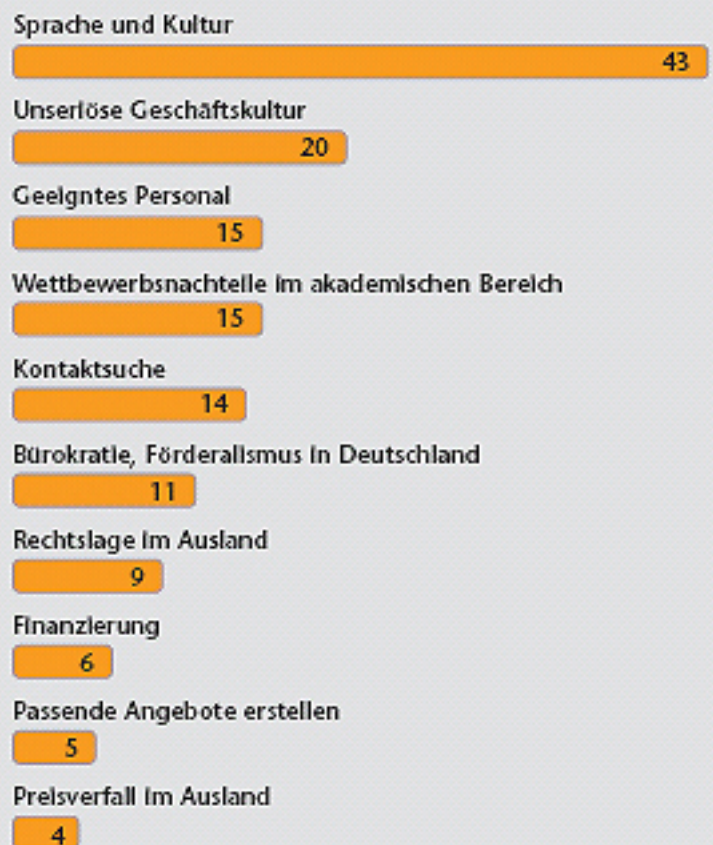 Sprache und Kultur
43
Unseriöse Geschäftskultur
20
Geeigntes Personal
15
Wettbewerbsnachteile im akademischen Bereich
15
Kontaktsuche
14
Bürokratie, Förderalismus in Deutschland
11
Rechtslage im Ausland
9
Finanzierung
6
Passende Angebote erstellen
5
Preisverfall im Ausland
4